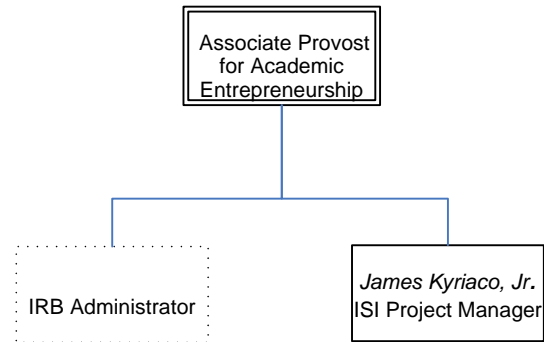 Associate Provost
for Academic
Entrepreneurship
IRB Administrator
James Kyriaco, Jr.
ISI Project Manager